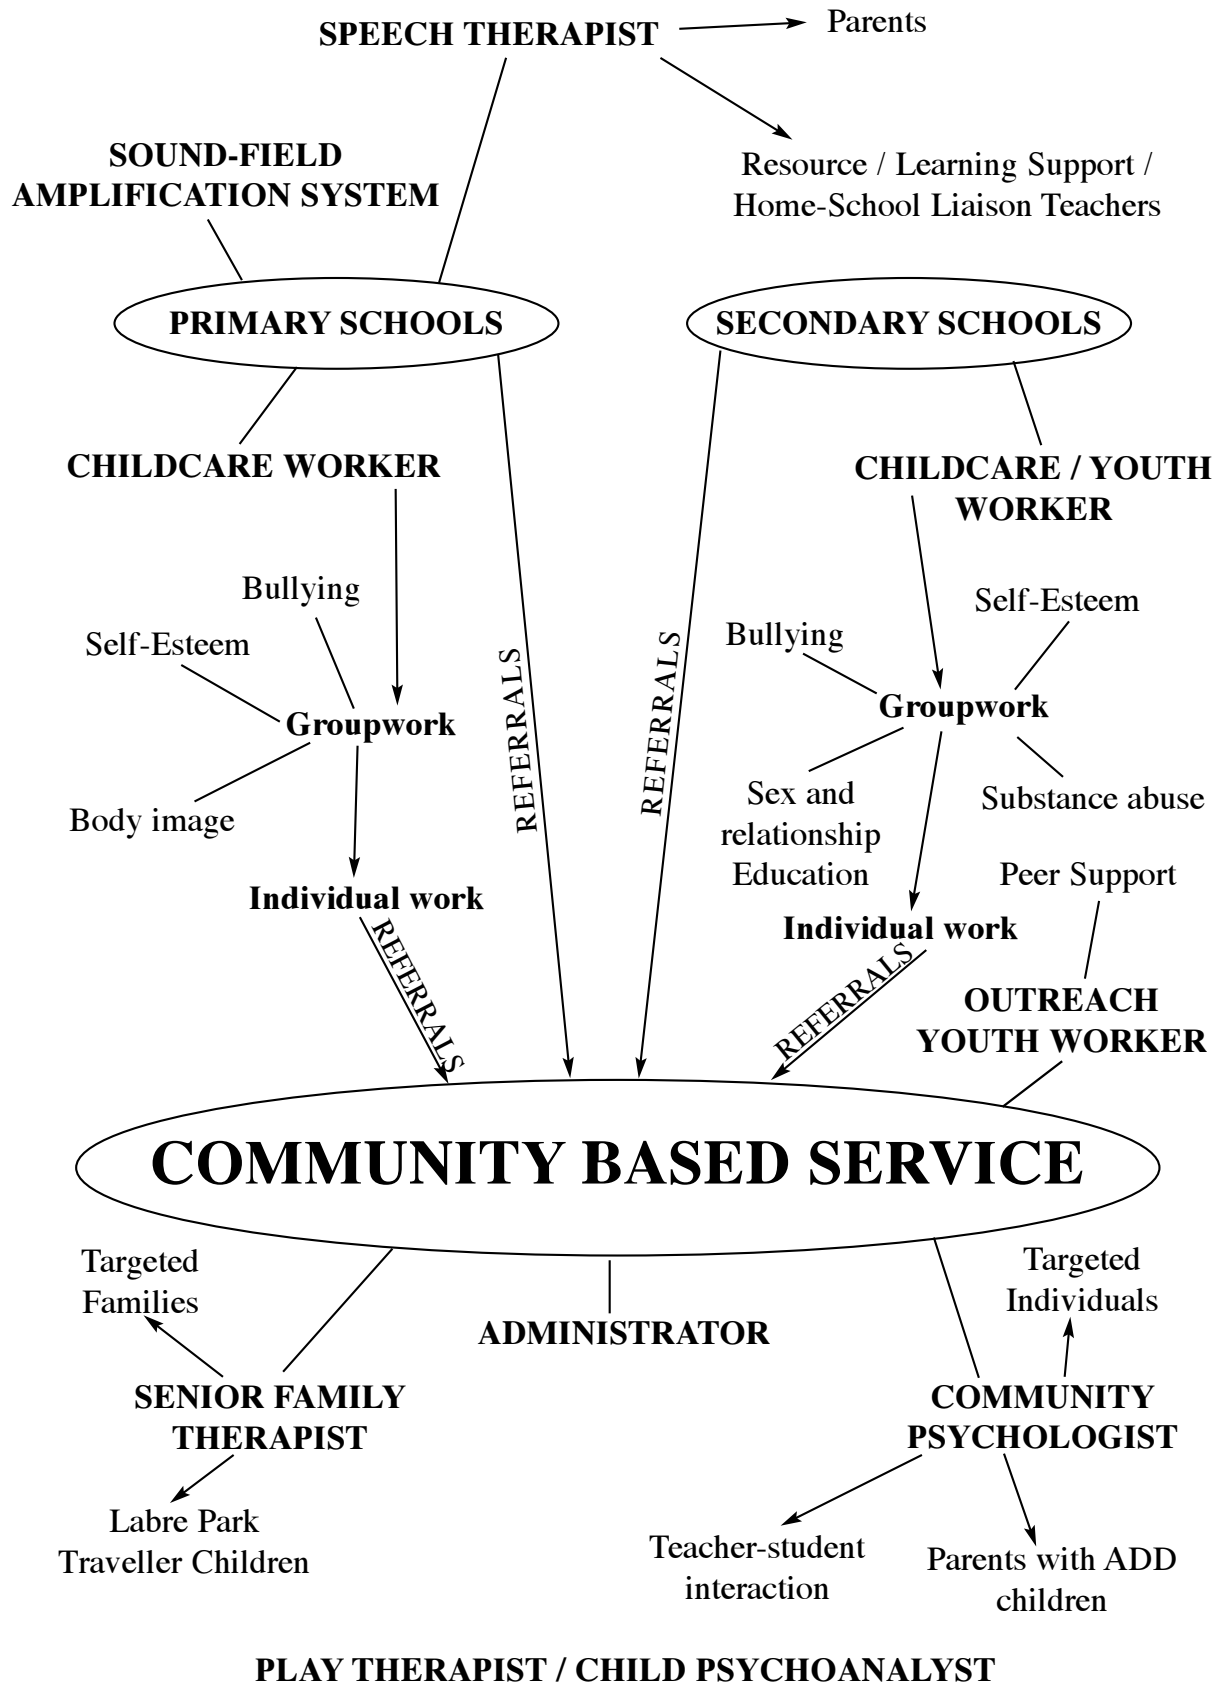 SPEECH THERAPIST
Parents
SOUND-FIELD
AMPLIFICATION SYSTEM
Resource / Learning Support /
Home-School Liaison Teachers
PRIMARY SCHOOLS
SECONDARY SCHOOLS
CHILDCARE WORKER
CHILDCARE / YOUTH
WORKER
Bullying
Self-Esteem
Groupwork
Body image
Individual work
REFERRALS
REFERRALS
REFERRALS
Self-Esteem
Bullying
Groupwork
Sex and
relationship
Education
Substance abuse
Individual work
REFERRALS
Peer Support
OUTREACH
YOUTH WORKER
COMMUNITY BASED SERVICE
Targeted
Families
SENIOR FAMILY
THERAPIST
Labre Park
Traveller Children
ADMINISTRATOR
Targeted
Individuals
COMMUNITY
PSYCHOLOGIST
Teacher-student
interaction
Parents with ADD
children
PLAY THERAPIST / CHILD PSYCHOANALYST